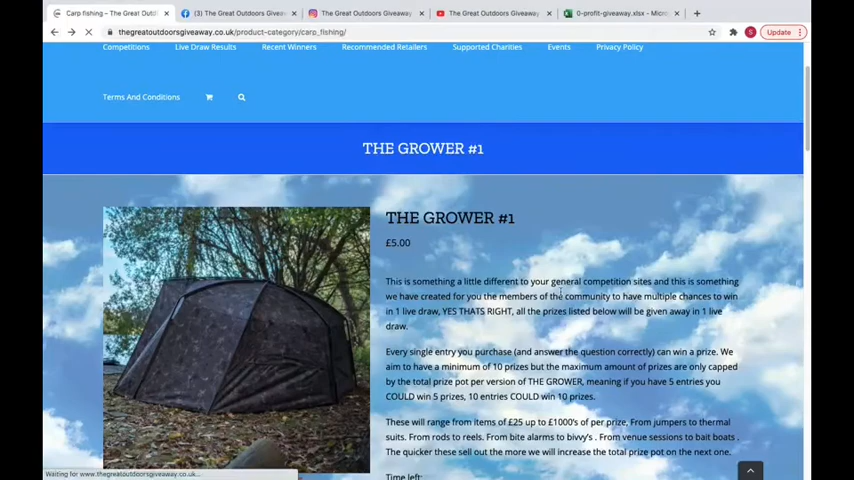 Carp fishing – The Great Outd
(3) The Great Outdoors Giveaw
The Great Outdoors Giveaway
The Great Outdoors Giveaway
0-profit-giveaway.xlsx - Micro
thegreatoutdoorsgiveaway.co.uk/product-category/carp_fishing/
S
Update
Competitions
Live Draw Results
Recent Winners
Recommended Retailers
Supported Charities
Events
Privacy Policy
Terms And Conditions
THE GROWER #1
THE GROWER #1
£5.00
This is something a little different to your general competition sites and this is something
we have created for you the members of the community to have multiple chances to win
in 1 live draw, YES THATS RIGHT, all the prizes listed below will be given away in 1 live
draw.
Every single entry you purchase (and answer the question correctly) can win a prize. We
aim to have a minimum of 10 prizes but the maximum amount of prizes are only capped
by the total prize pot per version of THE GROWER, meaning if you have 5 entries you
COULD win 5 prizes, 10 entries COULD win 10 prizes.
These will range from items of £25 up to £1000's of per prize, From jumpers to thermal
suits. From rods to reels. From bite alarms to bivvy's . From venue sessions to bait boats .
The quicker these sell out the more we will increase the total prize pot on the next one.
Time left:
Waiting for www.thegreatoutdoorsgiveaway.co.uk...